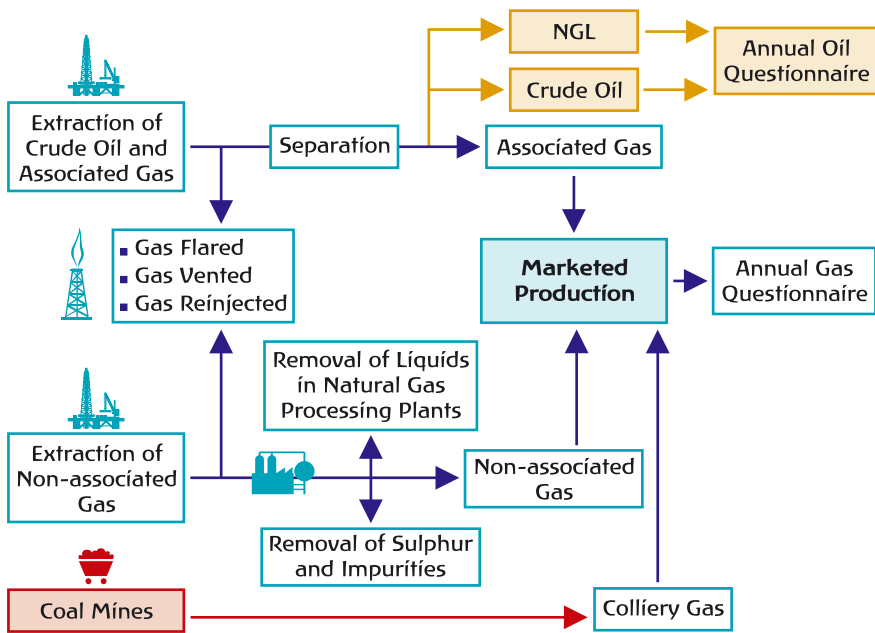 NGL
Annual Oil
Questionnaire
Crude Oil
Extraction of
Crude Oil and
Associated Gas
Separation
Associated Gas
Gas Flared
Gas Vented
Gas Reinjected
Marketed
Production
Annual Gas
Questionnaire
Removal of Liquids
in Natural Gas
Processing Plants
Extraction of
Non-associated
Gas
Non-associated
Gas
Removal of Sulphur
and Impurities
Coal Mines
Colliery Gas